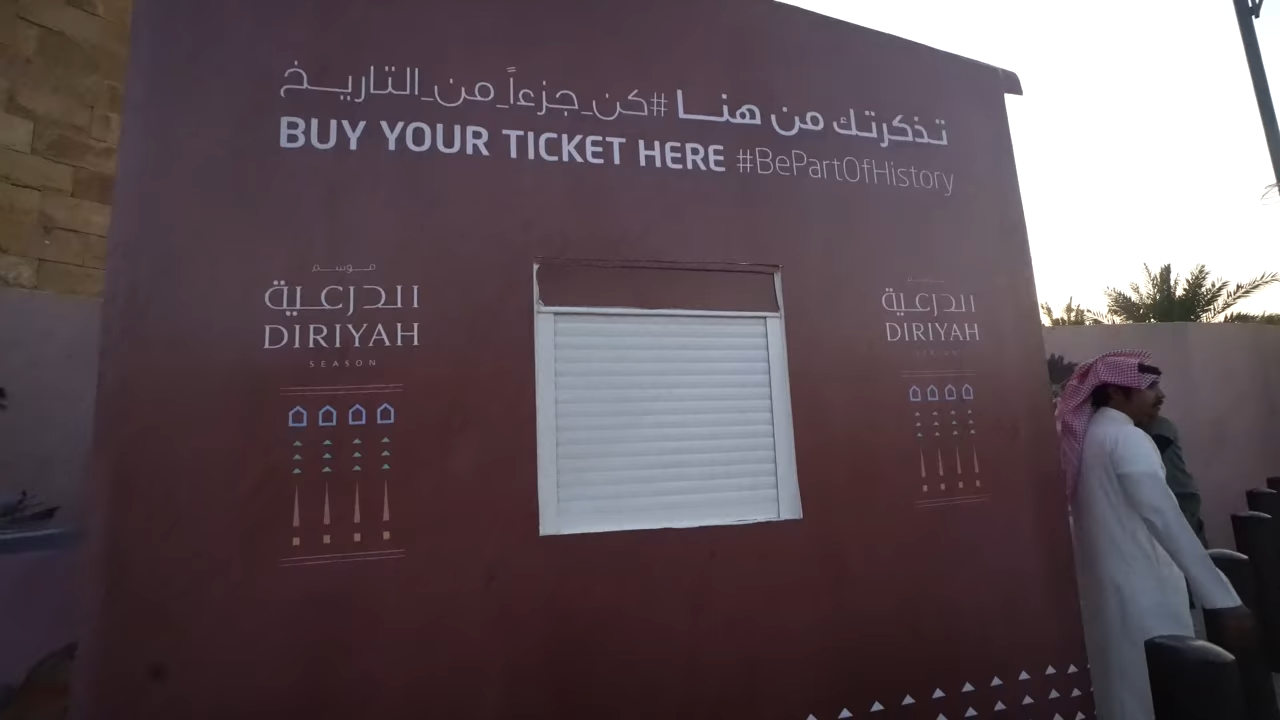 تذكرتك من هنا #كن_جزءاً_من_التاريخ
BUY YOUR TICKET HERE #BePartOfHistory
موسم
الدرعية
DIRIYAH
SEASON
الدرعية
DIRIYAH